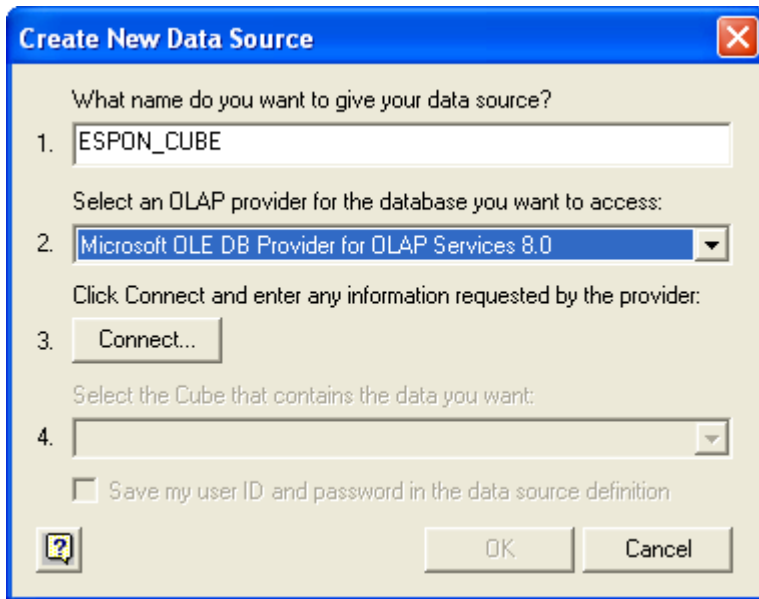 Create New Data Source
What name do you want to give your data source?
1. ESPON_CUBE
Select an OLAP provider for the database you want to access:
2. Microsoft OLE DB Provider for OLAP Services 8.0
Click Connect and enter any information requested by the provider:
3. Connect...
Select the Cube that contains the data you want:
4.
Save my user ID and password in the data source definition
? OK Cancel